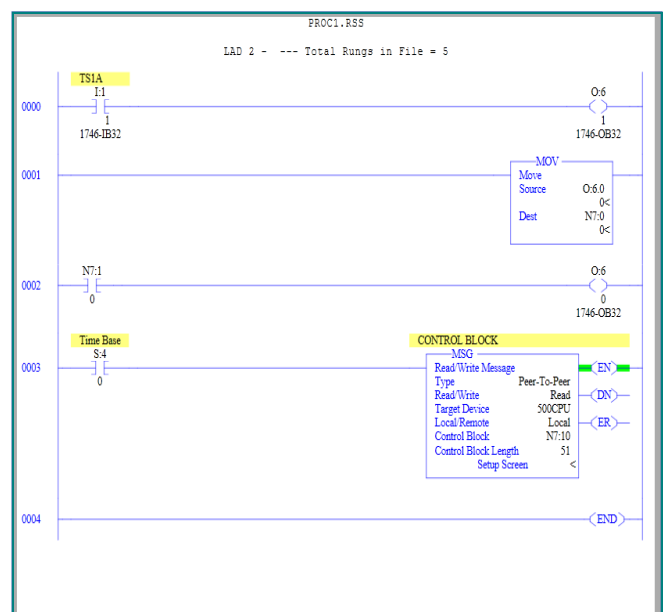 PROC1.RSS
LAD 2 - --- Total Rungs in File = 5
TS1A
I:1 O:6
0000
1 1
1746-IB32 1746-OB32
MOV
0001 Move
Source O:6.0
0<
Dest N7:0
0<
N7:1 O:6
0002
0 0
1746-OB32
Time Base CONTROL BLOCK
S:4 MSG
0003 Read/Write Message EN
0 Type Peer-To-Peer
Read/Write Read DN
Target Device 500CPU
Local/Remote Local ER
Control Block N7:10
Control Block Length 51
Setup Screen <
0004 END